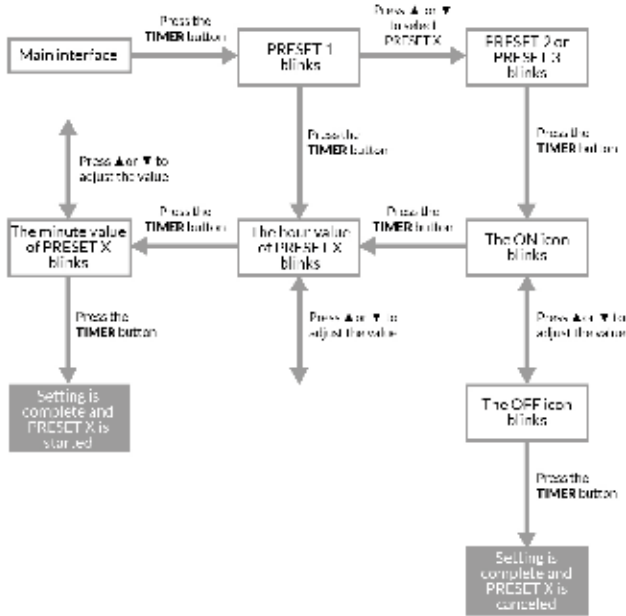 Press the
TIMER button
Press ▲ or ▼
to select
PRESET X
Main interface
PRESET 1
blinks
PRESET 2 or
PRESET 3
blinks
Press ▲ or ▼ to
adjust the value
Press the
TIMER button
Press the
TIMER button
The minute value
of PRESET X
blinks
Press the
TIMER button
The hour value
of PRESET X
blinks
Press the
TIMER button
The ON icon
blinks
Press the
TIMER button
Press ▲ or ▼ to
adjust the value
Press ▲ or ▼ to
adjust the value
Setting is
complete and
PRESET X is
started
The OFF icon
blinks
Press the
TIMER button
Setting is
complete and
PRESET X is
canceled